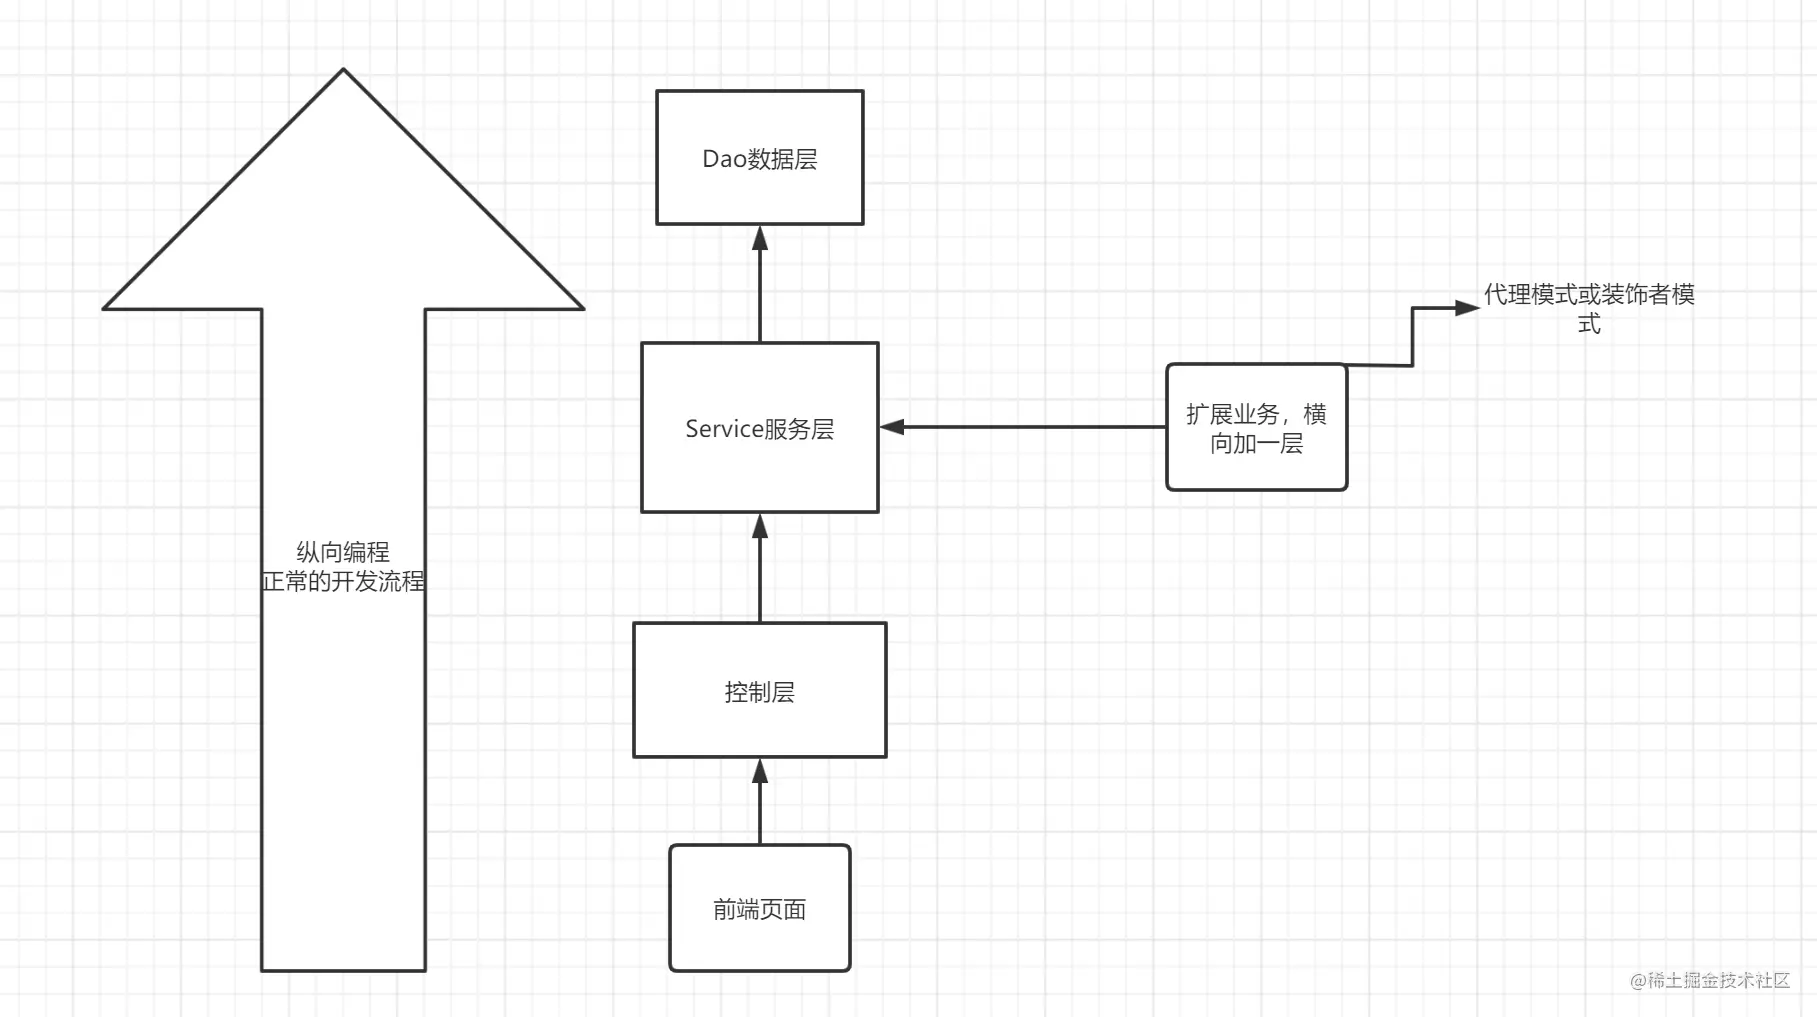 Dao数据层
代理模式或装饰者模
式
Service服务层
扩展业务，横
向加一层
纵向编程
正常的开发流程
控制层
前端页面
@稀土掘金技术社区